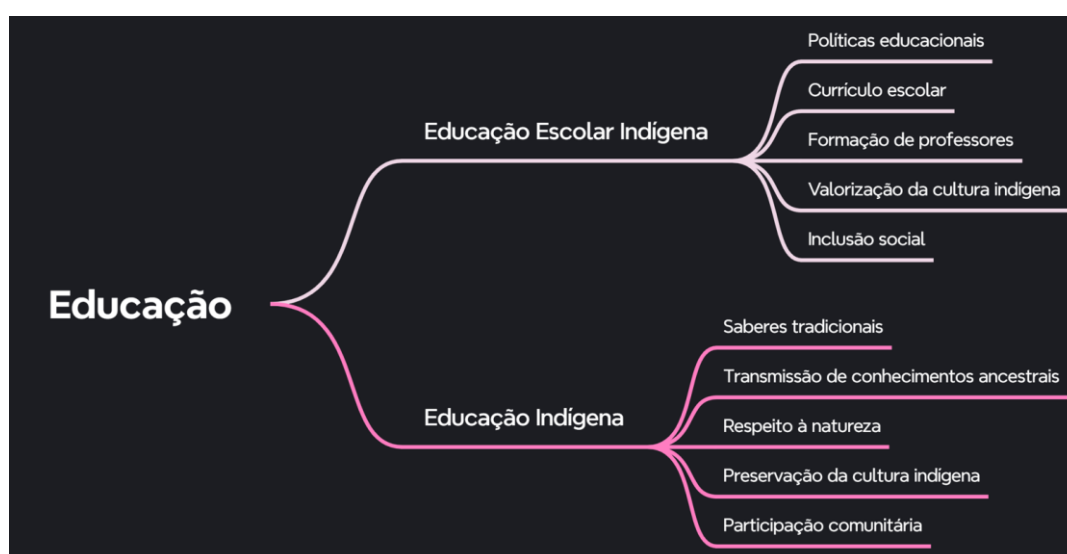 Educação
Educação Escolar Indígena
Políticas educacionais
Currículo escolar
Formação de professores
Valorização da cultura indígena
Inclusão social
Educação Indígena
Saberes tradicionais
Transmissão de conhecimentos ancestrais
Respeito à natureza
Preservação da cultura indígena
Participação comunitária